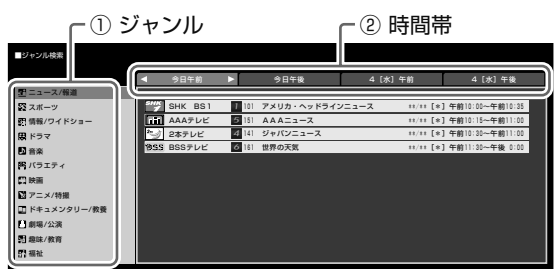 ① ジャンル ② 時間帯
■ジャンル検索
◀ 今日午前 ▶ 今日午後 4 [水] 午前 4 [水] 午後
ニュース/報道
スポーツ
情報/ワイドショー
ドラマ
音楽
バラエティ
映画
アニメ/特撮
ドキュメンタリー/教養
劇場/公演
趣味/教育
福祉
SHK SHK BS1 1 101 アメリカ・ヘッドラインニュース **/** [*] 午前10:00~午前10:35
AAAテレビ 5 151 AAAニュース **/** [*] 午前10:15~午前11:00
2本テレビ 4 141 ジャパンニュース **/** [*] 午前10:30~午前11:00
BSS BSSテレビ 6 161 世界の天気 **/** [*] 午前11:30~午後 0:00